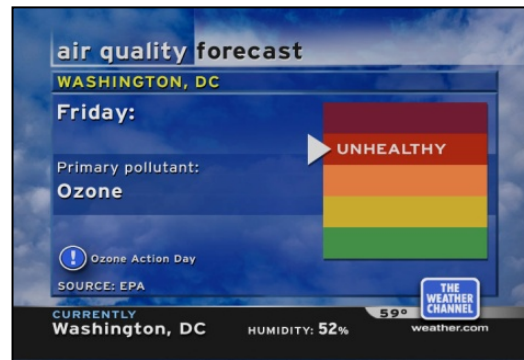 air quality forecast
WASHINGTON, DC
Friday:
UNHEALTHY
Primary pollutant:
Ozone
Ozone Action Day
SOURCE: EPA
THE
WEATHER
CHANNEL
CURRENTLY
59°
Washington, DC
HUMIDITY: 52%
weather.com